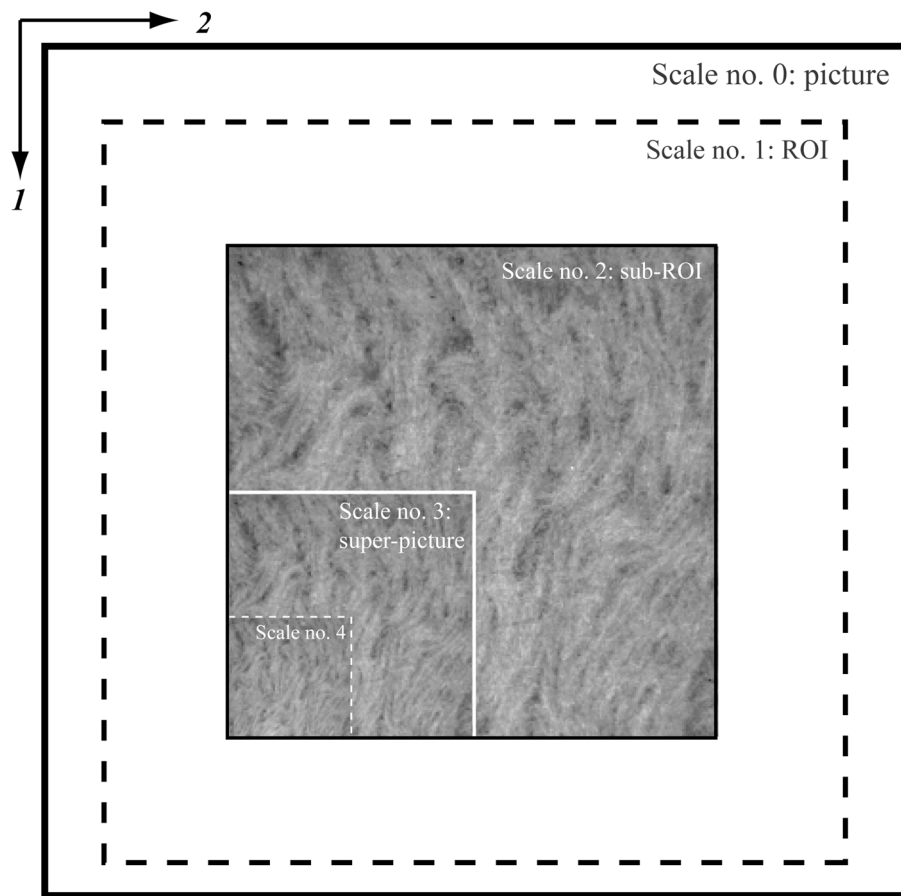 2
1
Scale no. 0: picture
Scale no. 1: ROI
Scale no. 2: sub-ROI
Scale no. 3:
super-picture
Scale no. 4